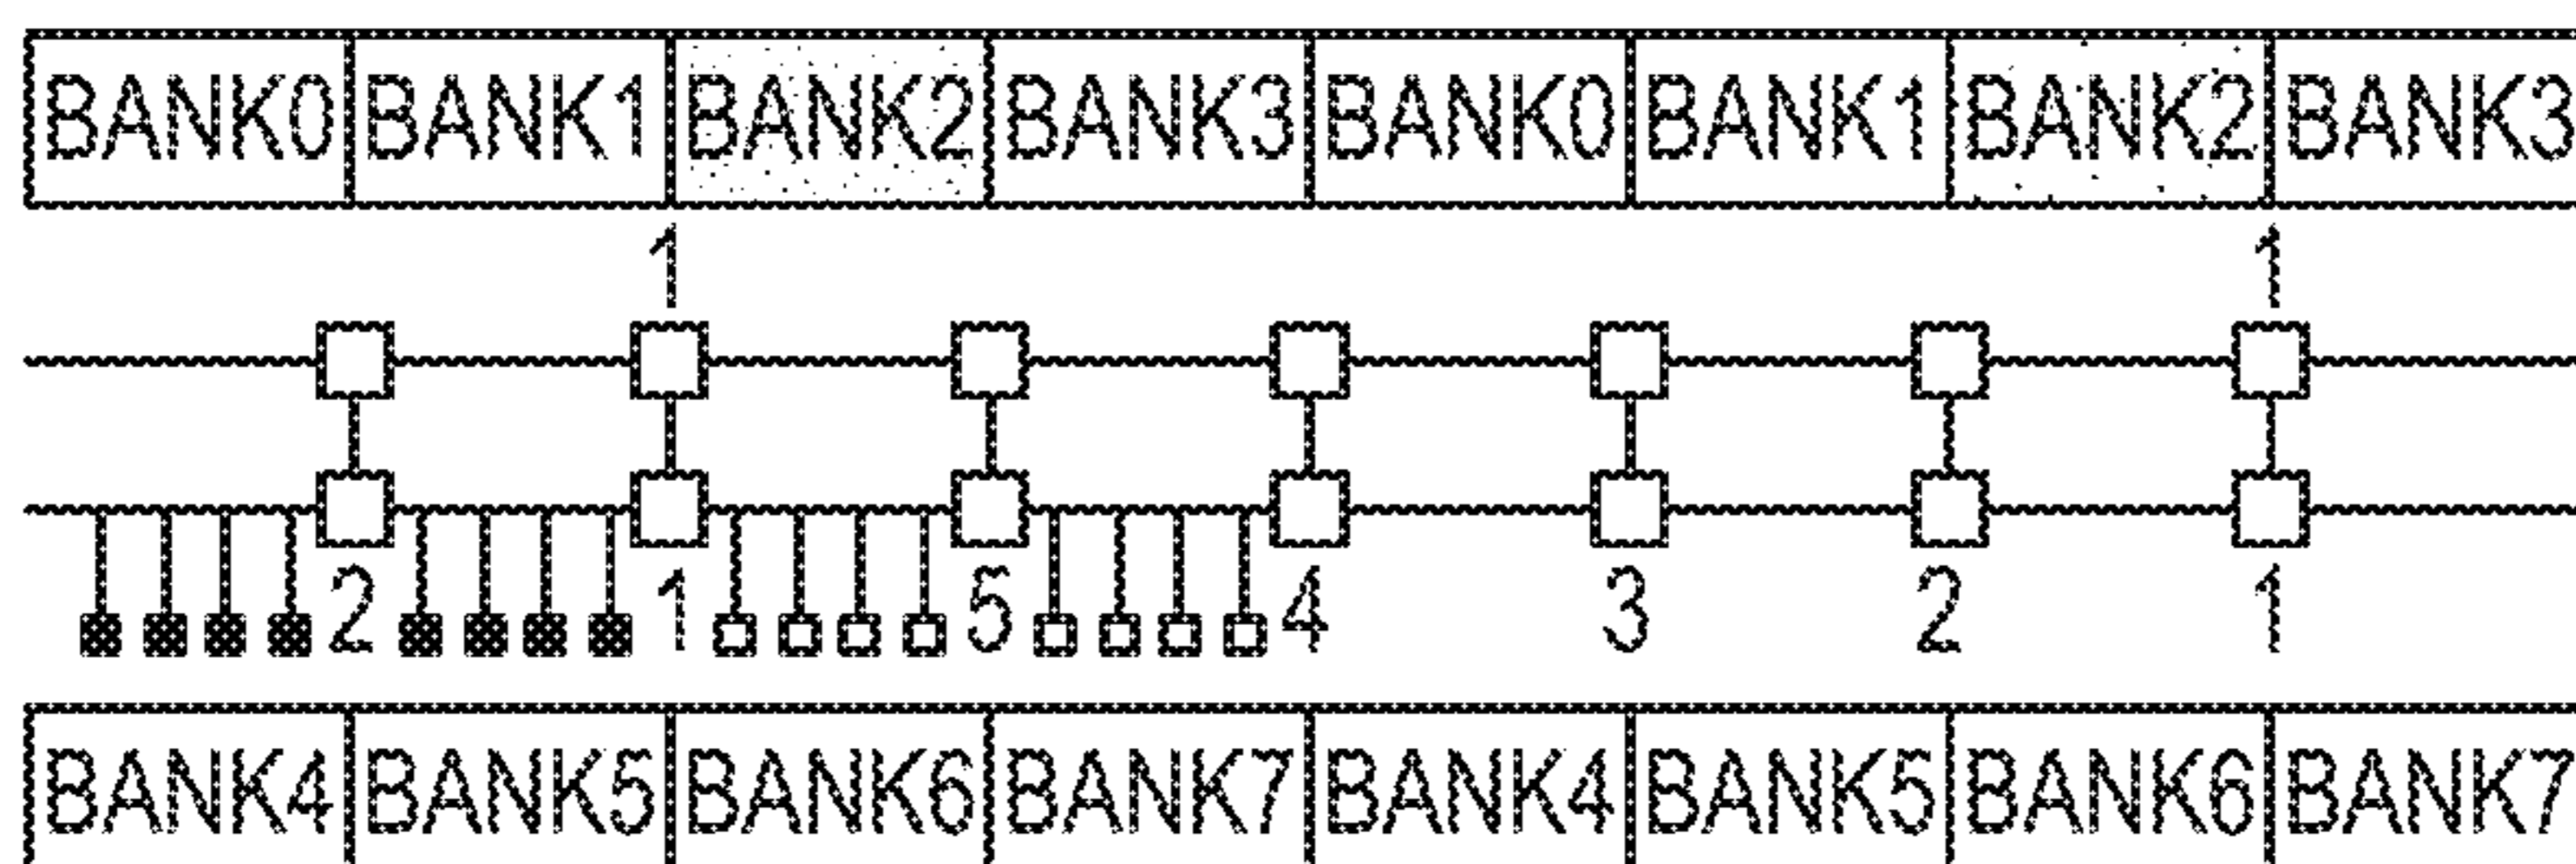 BANK0 BANK1 BANK2 BANK3 BANK0 BANK1 BANK2 BANK3
1 1
2 1 5 4 3 2 1
BANK4 BANK5 BANK6 BANK7 BANK4 BANK5 BANK6 BANK7